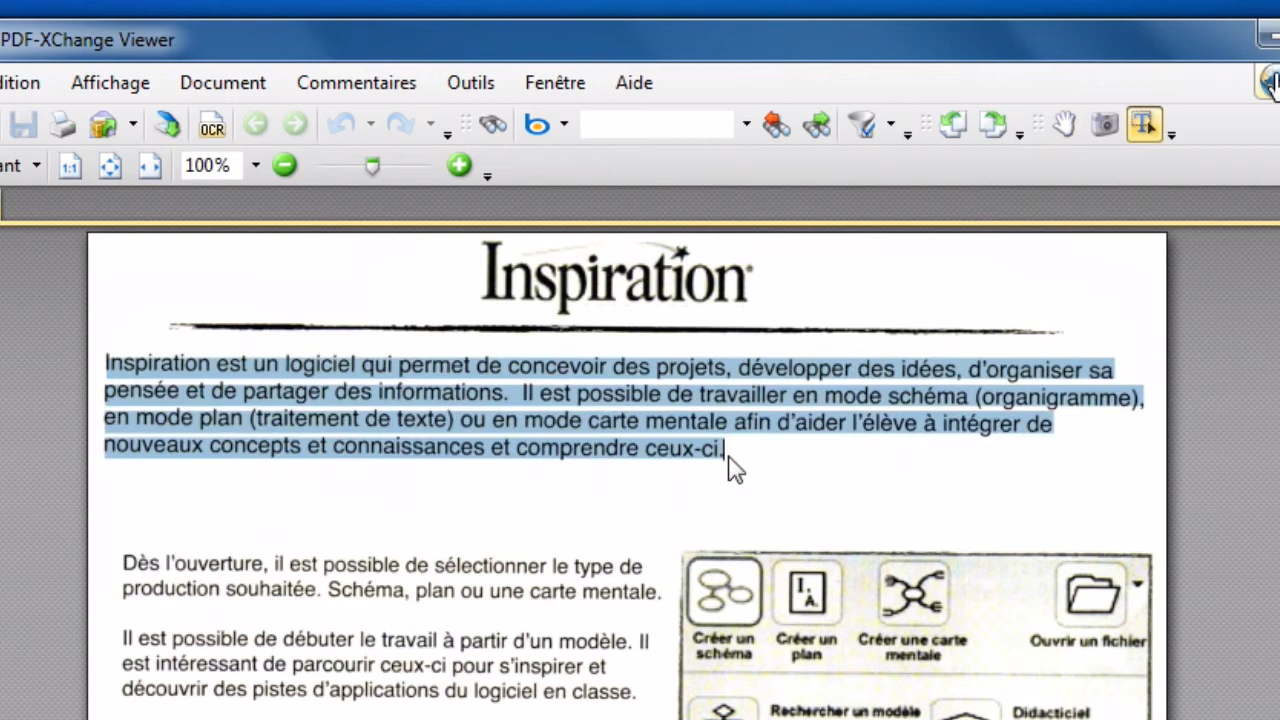 PDF-XChange Viewer
dition Affichage Document Commentaires Outils Fenêtre Aide
OCR
ant 1:1 100%
Inspiration
Inspiration est un logiciel qui permet de concevoir des projets, développer des idées, d'organiser sa
pensée et de partager des informations. Il est possible de travailler en mode schéma (organigramme),
en mode plan (traitement de texte) ou en mode carte mentale afin d'aider l'élève à intégrer de
nouveaux concepts et connaissances et comprendre ceux-ci.
Dès l'ouverture, il est possible de sélectionner le type de
production souhaitée. Schéma, plan ou une carte mentale.
Il est possible de débuter le travail à partir d'un modèle. Il
est intéressant de parcourir ceux-ci pour s'inspirer et
découvrir des pistes d'applications du logiciel en classe.
I.
A.
Créer un
schéma
Créer un
plan
Créer une carte
mentale
Ouvrir un fichier
Rechercher un modèle
Didacticiel